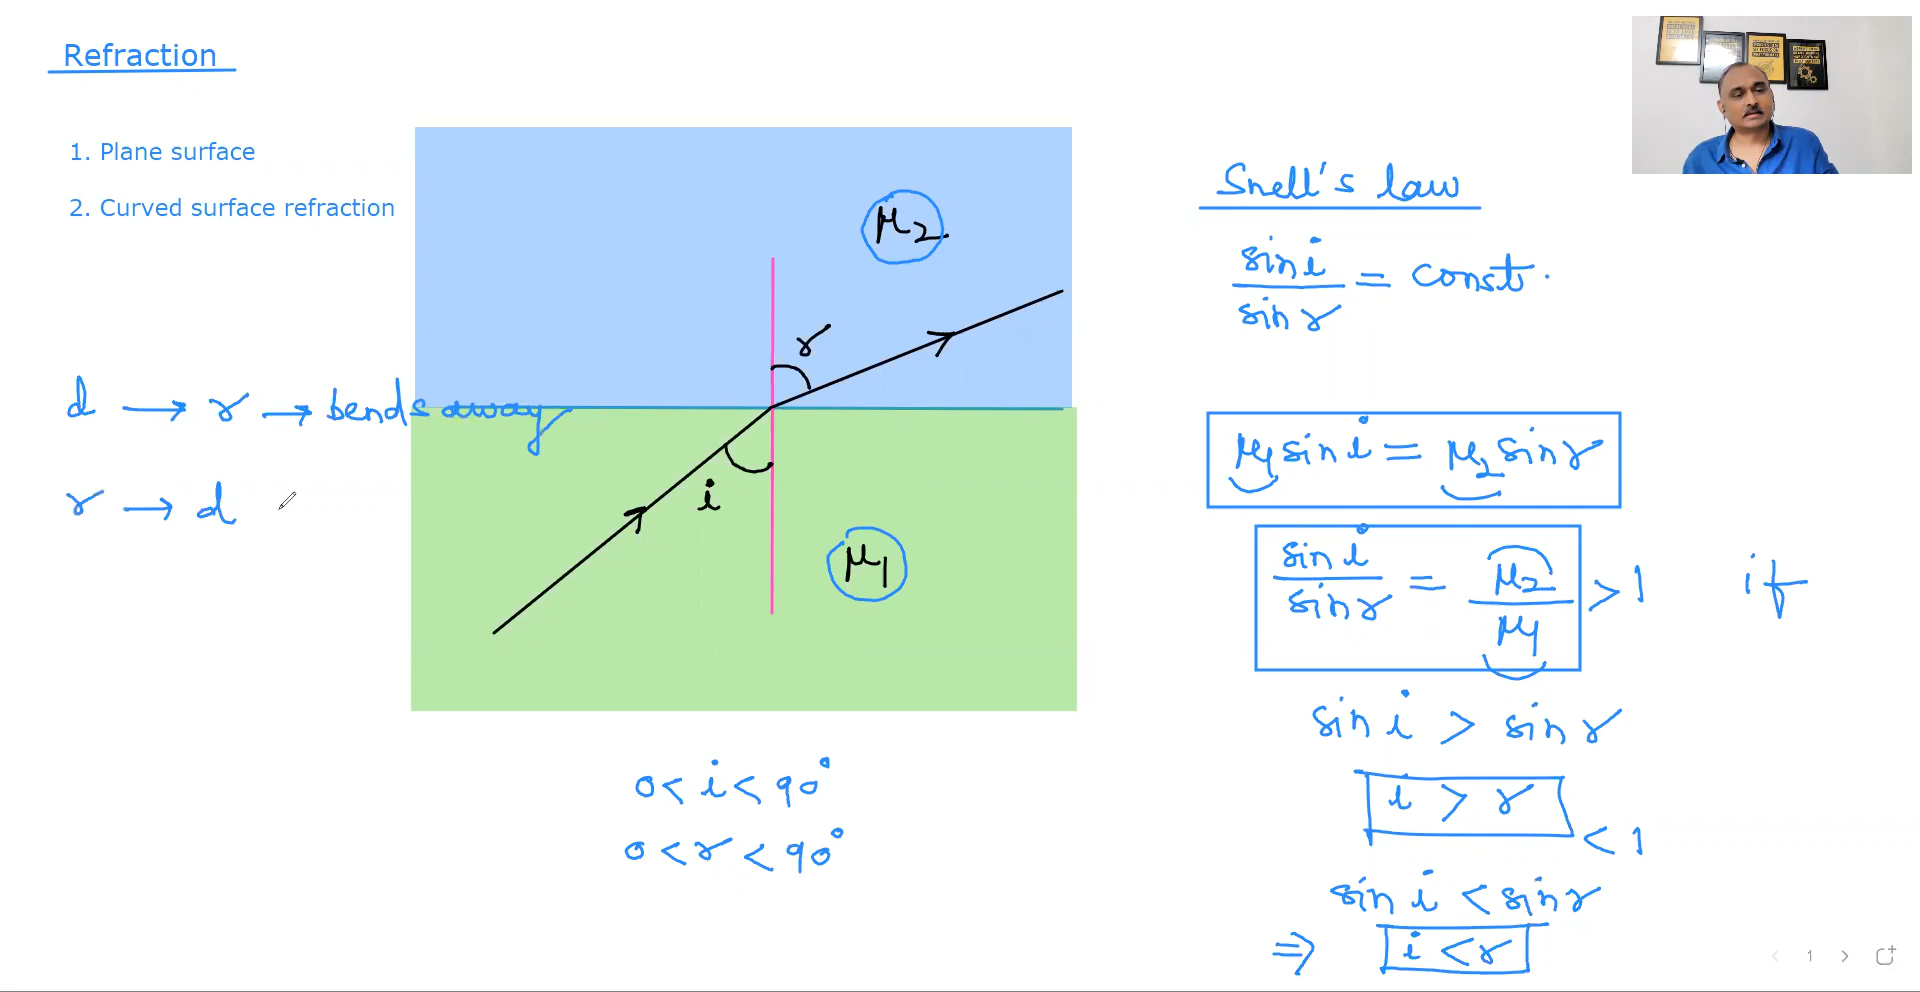 Refraction
1. Plane surface
2. Curved surface refraction
d → r → bends away
r → d
μ2
r
i
μ1
0 < i < 90°
0 < r < 90°
Snell's law
sin i / sin r = const.
μ1 sin i = μ2 sin r
sin i / sin r = μ2 / μ1 > 1 if
sin i > sin r
i > r
< 1
sin i < sin r
⇒ i < r
1